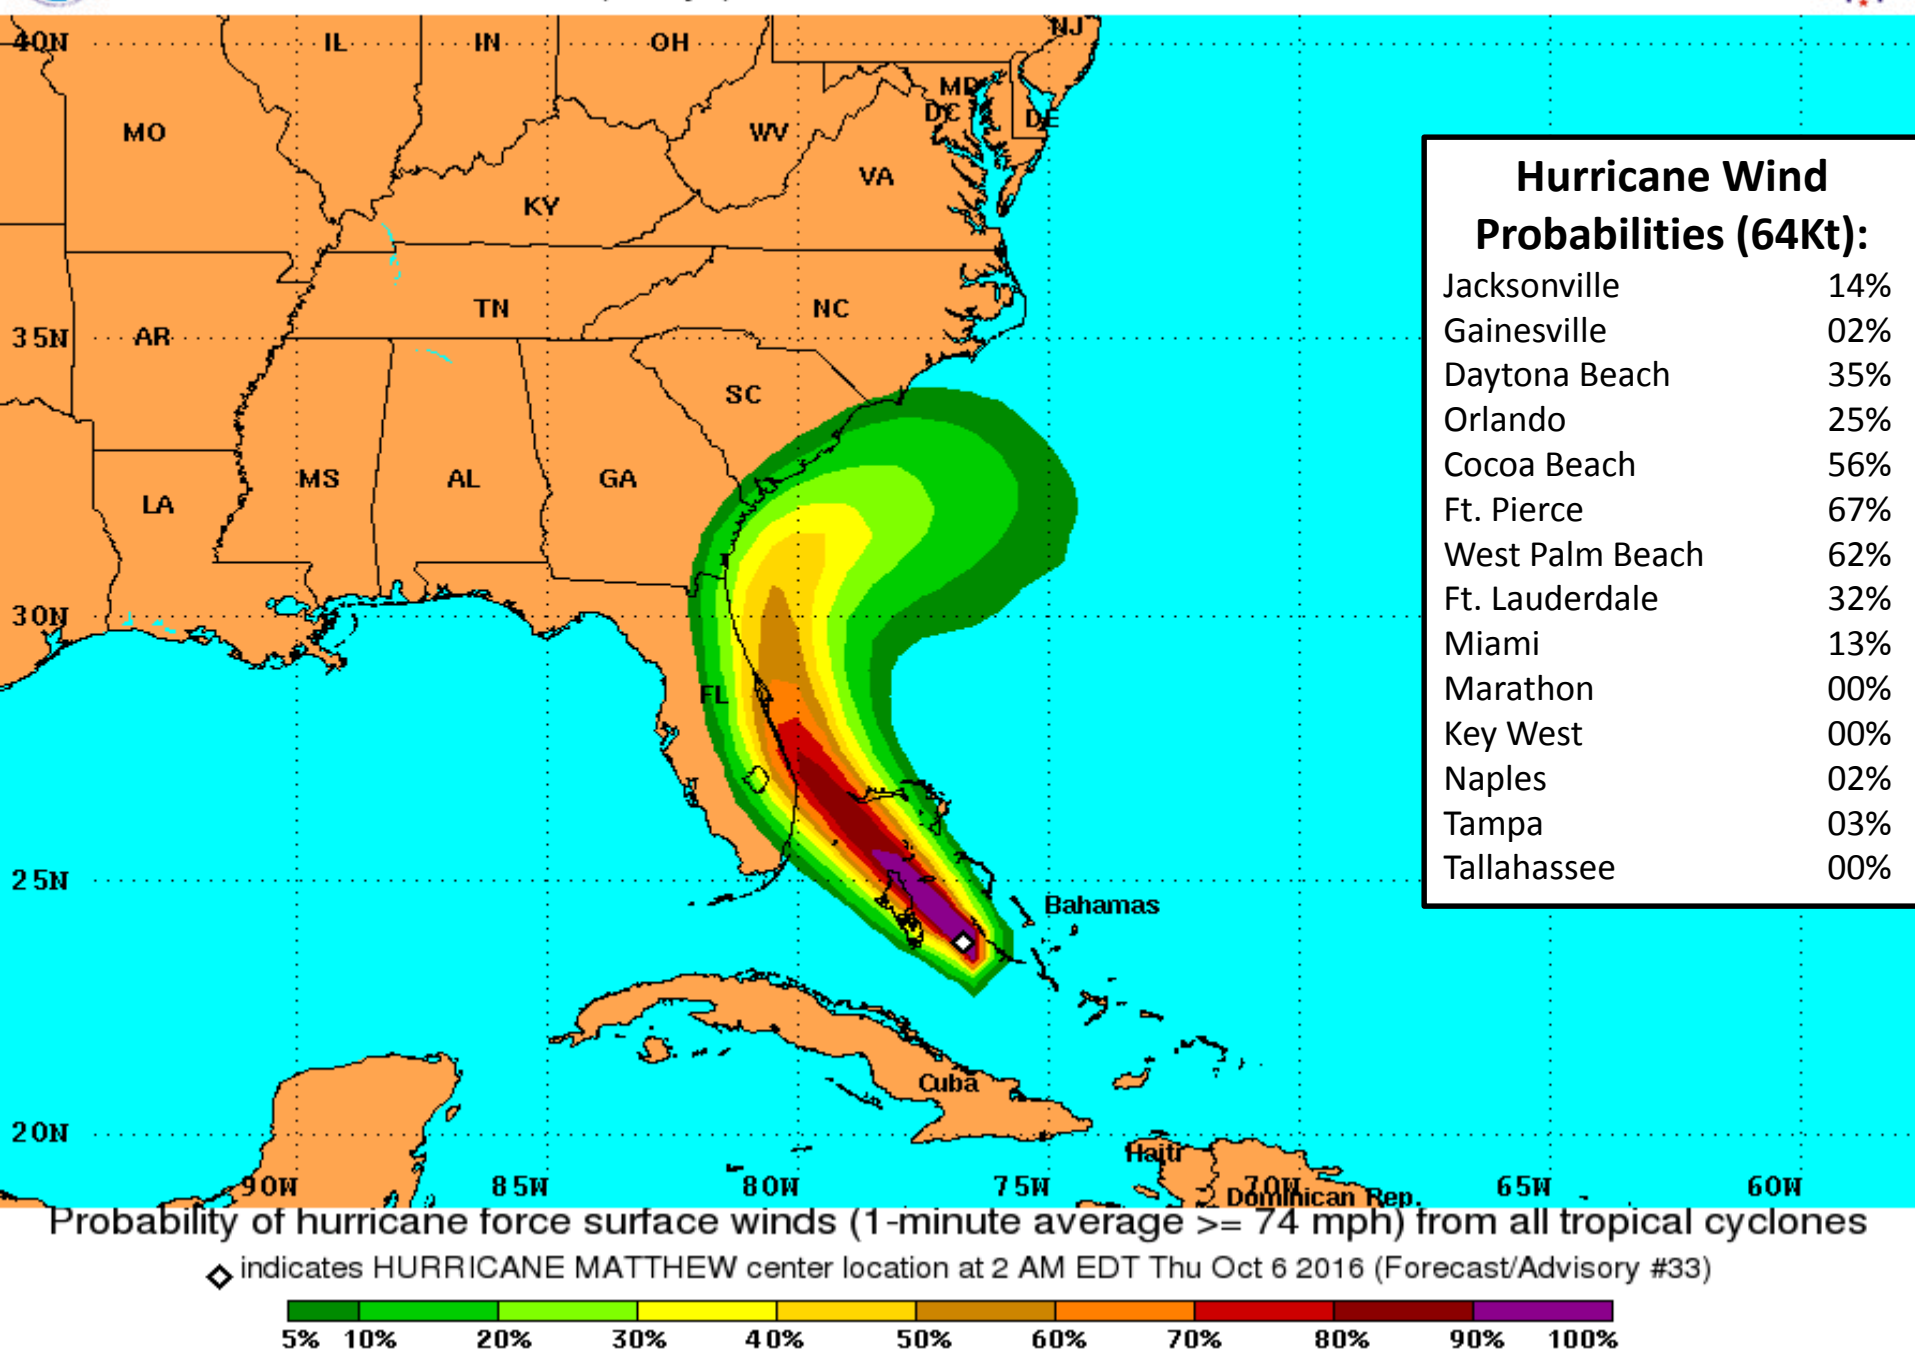 40N IL IN OH NJ
MD
DC DE
MO WV
VA
KY
Hurricane Wind
Probabilities (64Kt):
Jacksonville 14%
Gainesville 02%
Daytona Beach 35%
Orlando 25%
Cocoa Beach 56%
Ft. Pierce 67%
West Palm Beach 62%
Ft. Lauderdale 32%
Miami 13%
Marathon 00%
Key West 00%
Naples 02%
Tampa 03%
Tallahassee 00%
TN NC
35N AR
SC
MS AL GA
LA
30N
FL
25N
Bahamas
Cuba
20N
Haiti
90W 85W 80W 75W 70W 65W 60W
Dominican Rep.
Probability of hurricane force surface winds (1-minute average >= 74 mph) from all tropical cyclones
indicates HURRICANE MATTHEW center location at 2 AM EDT Thu Oct 6 2016 (Forecast/Advisory #33)
5% 10% 20% 30% 40% 50% 60% 70% 80% 90% 100%